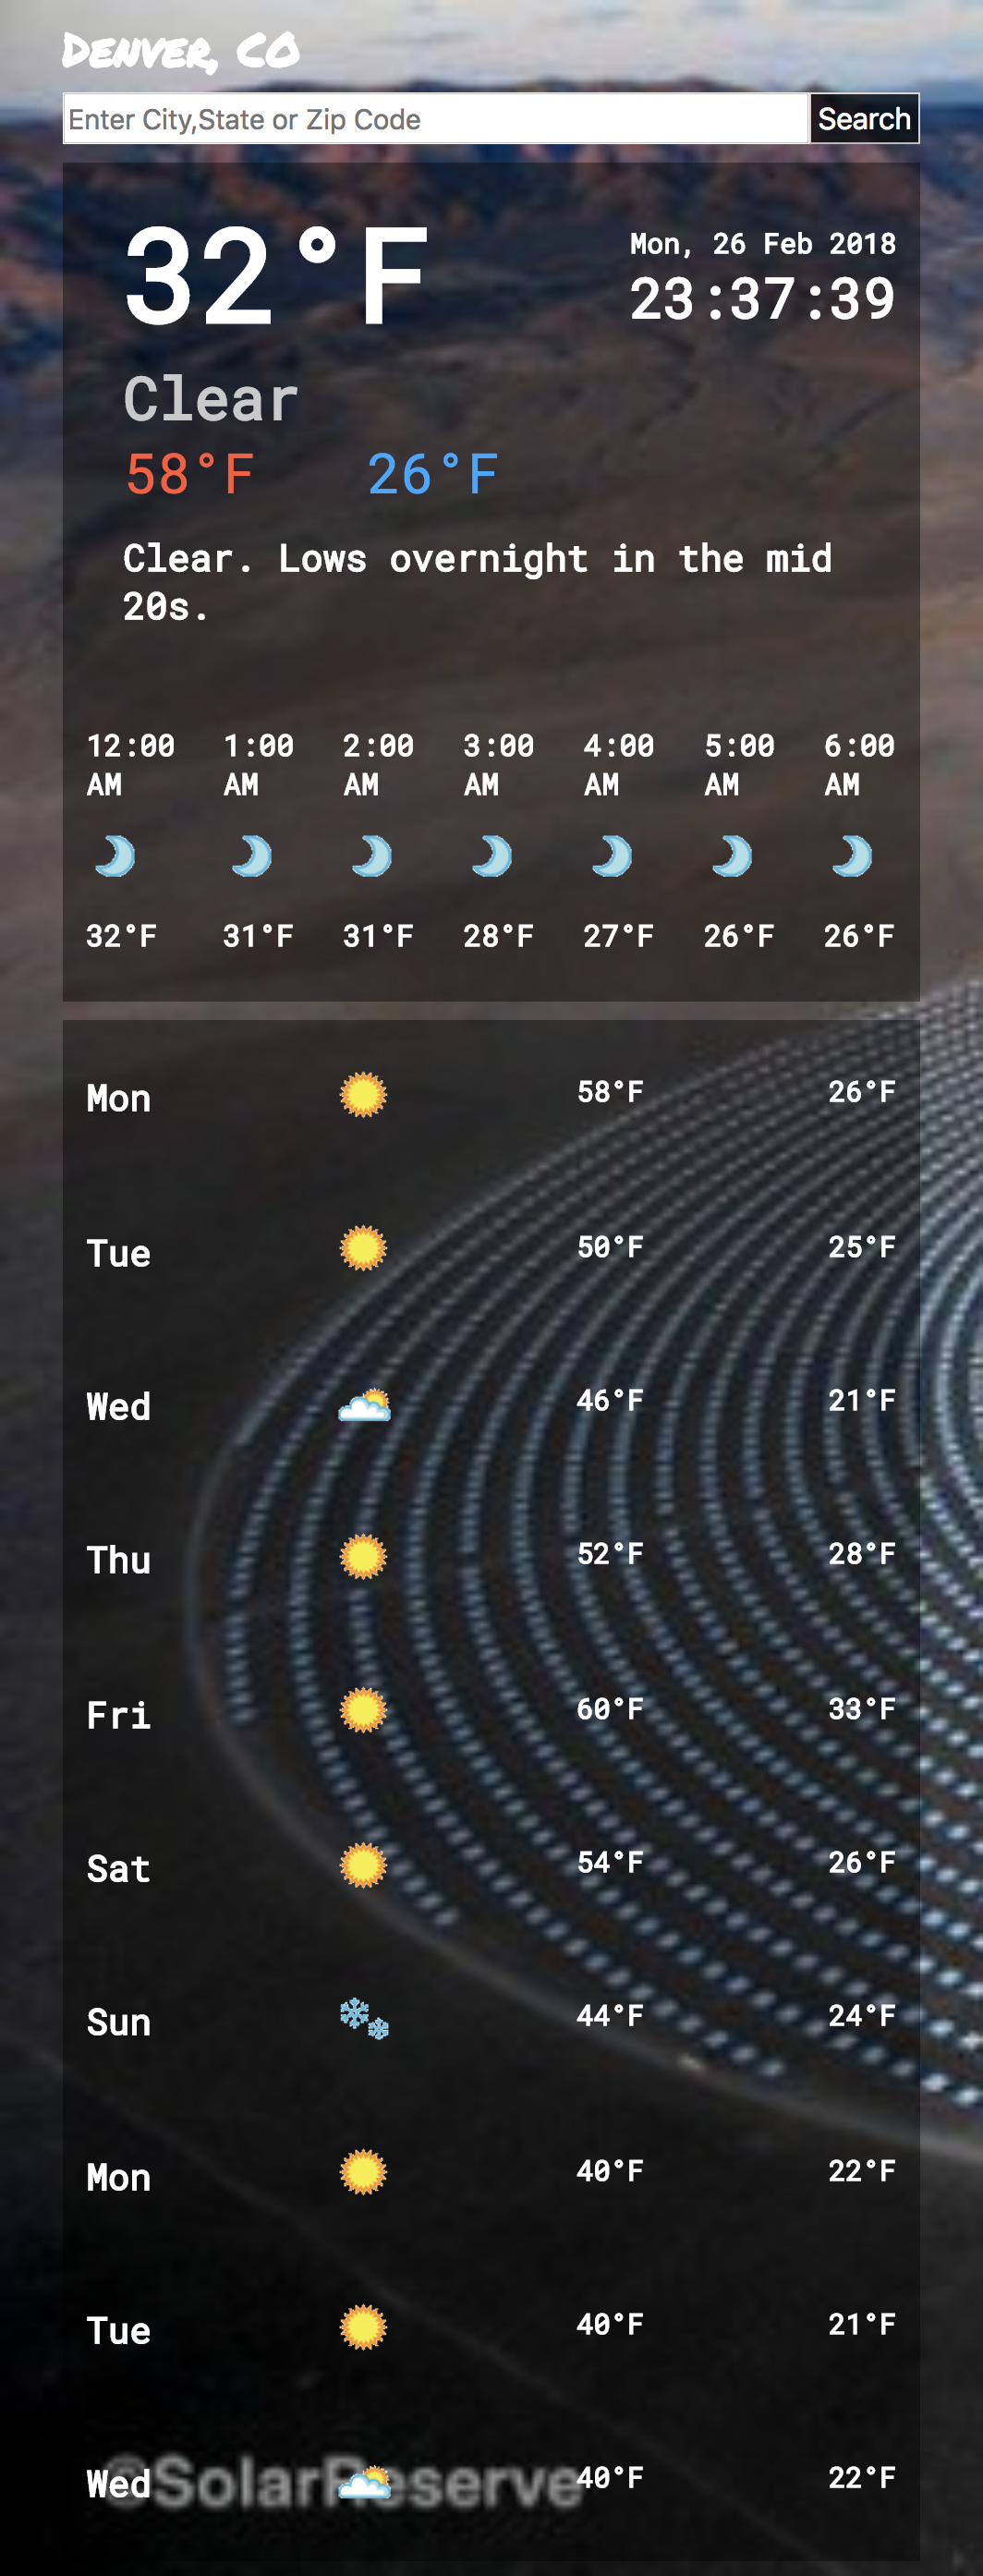 Denver, CO
Enter City,State or Zip Code Search
32°F
Mon, 26 Feb 2018
23:37:39
Clear
58°F 26°F
Clear. Lows overnight in the mid
20s.
12:00 AM 1:00 AM 2:00 AM 3:00 AM 4:00 AM 5:00 AM 6:00 AM
32°F 31°F 31°F 28°F 27°F 26°F 26°F
Mon 58°F 26°F
Tue 50°F 25°F
Wed 46°F 21°F
Thu 52°F 28°F
Fri 60°F 33°F
Sat 54°F 26°F
Sun 44°F 24°F
Mon 40°F 22°F
Tue 40°F 21°F
Wed 40°F 22°F
©SolarReserve